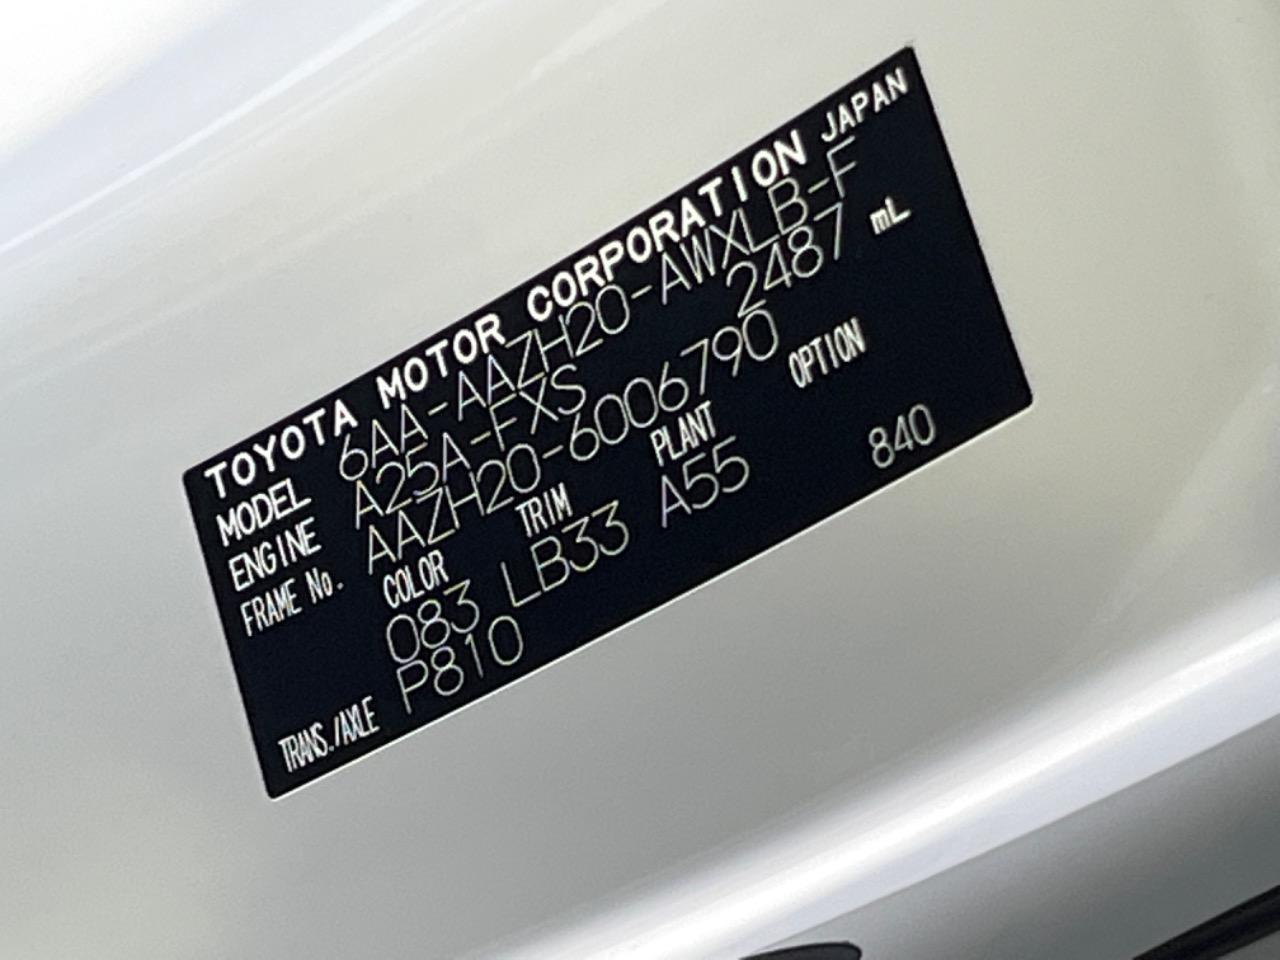 TOYOTA MOTOR CORPORATION JAPAN
MODEL 6AA-AAZH20-AWXLB-F
ENGINE A25A-FXS 2487 mL
FRAME No. AAZH20-6006790
COLOR TRIM PLANT OPTION
083 LB33 A55 840
TRANS./AXLE P810